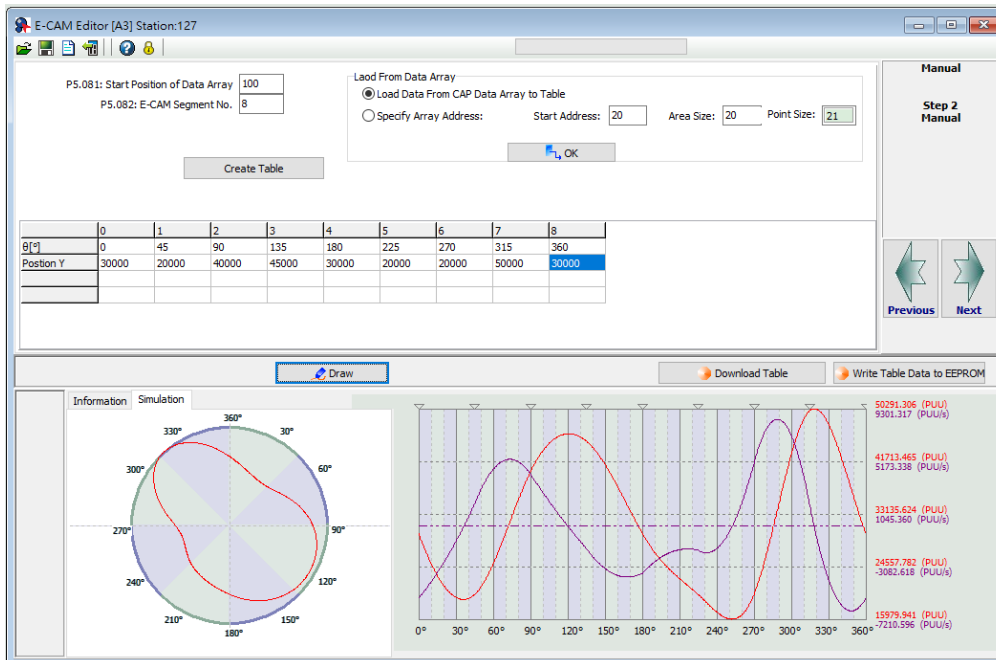 E-CAM Editor [A3] Station:127
P5.081: Start Position of Data Array 100
P5.082: E-CAM Segment No. 8
Create Table
Laod From Data Array
Load Data From CAP Data Array to Table
Specify Array Address: Start Address: 20 Area Size: 20 Point Size: 21
OK
Manual
Step 2
Manual
Previous Next
0 1 2 3 4 5 6 7 8
θ[°] 0 45 90 135 180 225 270 315 360
Postion Y 30000 20000 40000 45000 30000 20000 20000 50000 30000
Draw Download Table Write Table Data to EEPROM
Information Simulation
360°
30°
60°
90°
120°
150°
180°
210°
240°
270°
300°
330°
50291.306 (PUU)
9301.317 (PUU/s)
41713.465 (PUU)
5173.338 (PUU/s)
33135.624 (PUU)
1045.360 (PUU/s)
24557.782 (PUU)
-3082.618 (PUU/s)
15979.941 (PUU)
-7210.596 (PUU/s)
0° 30° 60° 90° 120° 150° 180° 210° 240° 270° 300° 330° 360°